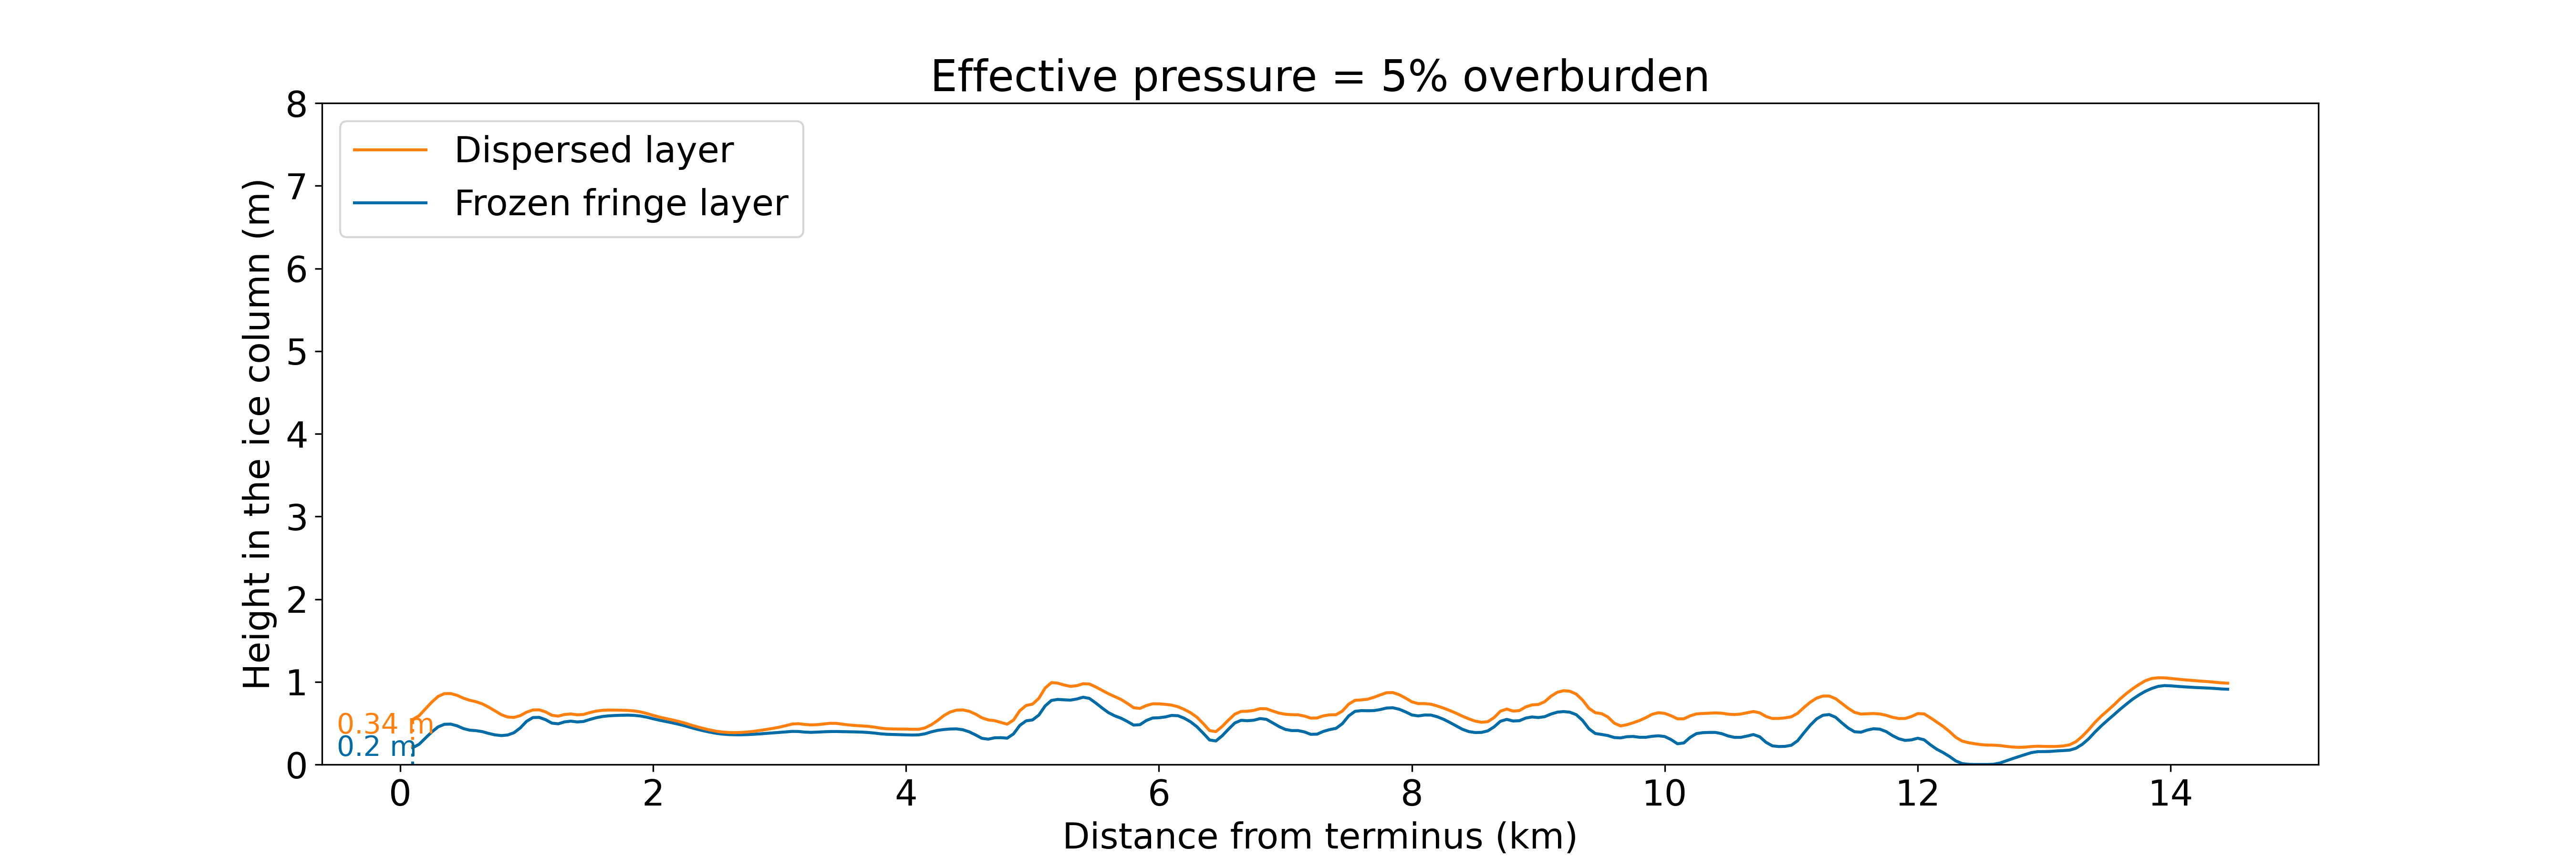 Effective pressure = 5% overburden
Dispersed layer
Frozen fringe layer
Height in the ice column (m)
8
7
6
5
4
3
2
1
0
0.34 m
0.2 m
0 2 4 6 8 10 12 14
Distance from terminus (km)